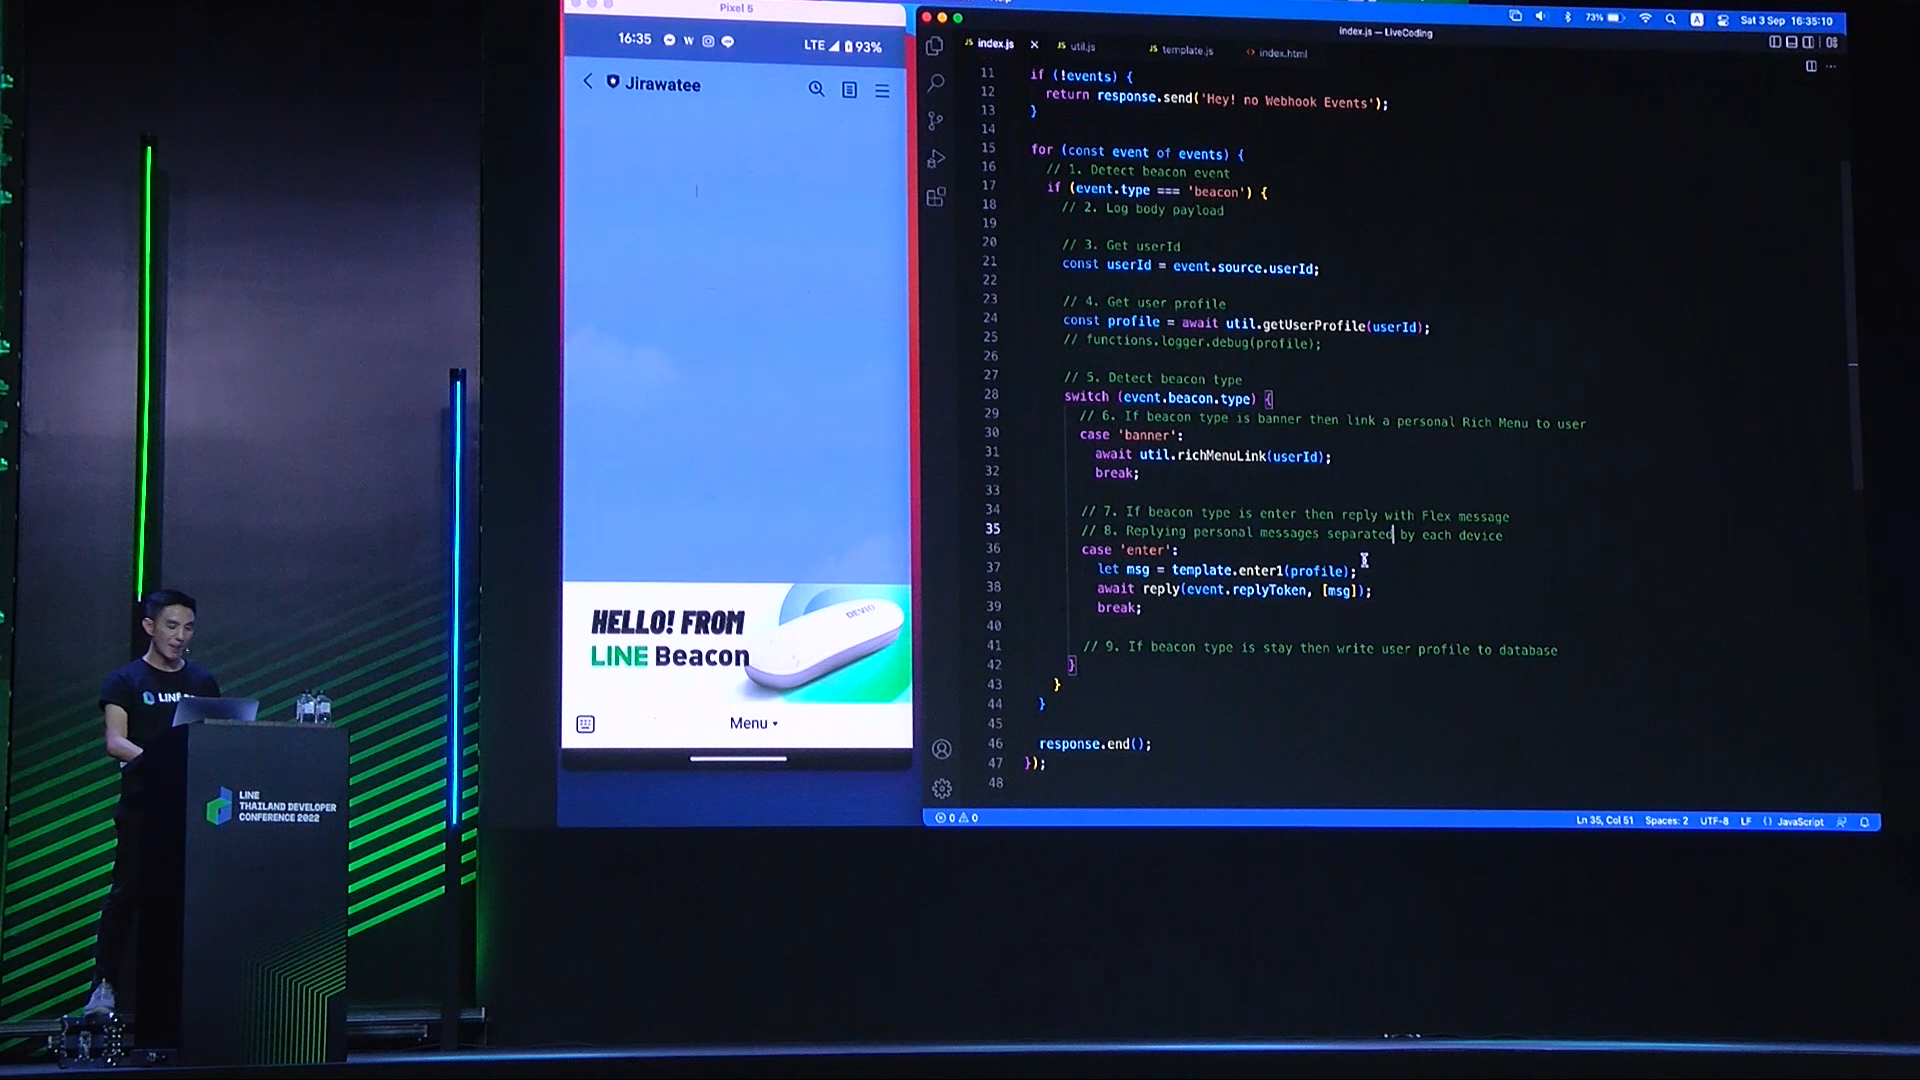 Pixel 5
16:35
LTE 93%
Jirawatee
HELLO! FROM
LINE Beacon
DEVIO
Menu
Sat 3 Sep 16:35:10
73%
A
index.js — LiveCoding
JS index.js
JS util.js
JS template.js
index.html
11 if (!events) {
12 return response.send('Hey! no Webhook Events');
13 }
14
15 for (const event of events) {
16 // 1. Detect beacon event
17 if (event.type === 'beacon') {
18 // 2. Log body payload
19
20 // 3. Get userId
21 const userId = event.source.userId;
22
23 // 4. Get user profile
24 const profile = await util.getUserProfile(userId);
25 // functions.logger.debug(profile);
26
27 // 5. Detect beacon type
28 switch (event.beacon.type) {
29 // 6. If beacon type is banner then link a personal Rich Menu to user
30 case 'banner':
31 await util.richMenuLink(userId);
32 break;
33
34 // 7. If beacon type is enter then reply with Flex message
35 // 8. Replying personal messages separated by each device
36 case 'enter':
37 let msg = template.enter1(profile);
38 await reply(event.replyToken, [msg]);
39 break;
40
41 // 9. If beacon type is stay then write user profile to database
42 }
43 }
44 }
45
46 response.end();
47 });
48
0 0
Ln 35, Col 51 Spaces: 2 UTF-8 LF {} JavaScript
LINE
LINE
THAILAND DEVELOPER
CONFERENCE 2022